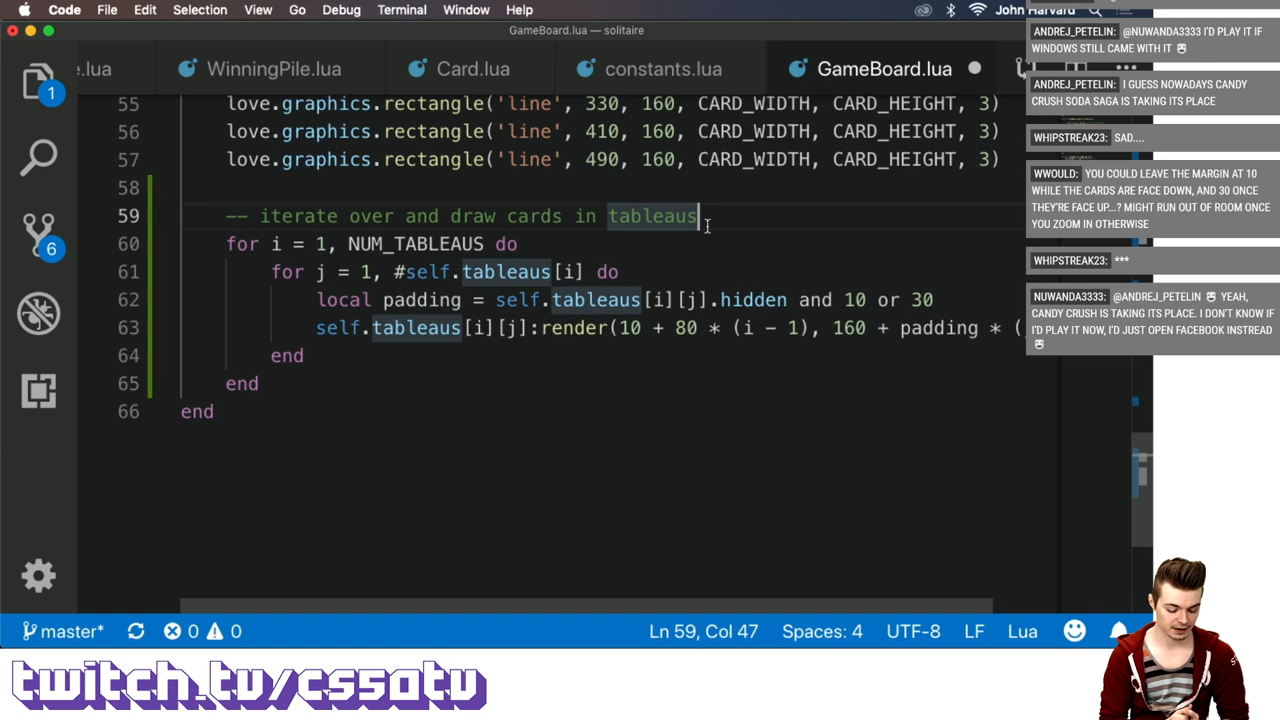 Code File Edit Selection View Go Debug Terminal Window Help John Harvard
GameBoard.lua — solitaire
e.lua WinningPile.lua Card.lua constants.lua GameBoard.lua
55 love.graphics.rectangle('line', 330, 160, CARD_WIDTH, CARD_HEIGHT, 3)
56 love.graphics.rectangle('line', 410, 160, CARD_WIDTH, CARD_HEIGHT, 3)
57 love.graphics.rectangle('line', 490, 160, CARD_WIDTH, CARD_HEIGHT, 3)
58
59 -- iterate over and draw cards in tableaus
60 for i = 1, NUM_TABLEAUS do
61 for j = 1, #self.tableaus[i] do
62 local padding = self.tableaus[i][j].hidden and 10 or 30
63 self.tableaus[i][j]:render(10 + 80 * (i - 1), 160 + padding * (
64 end
65 end
66 end
1
6
master* 0 0 Ln 59, Col 47 Spaces: 4 UTF-8 LF Lua
twitch.tv/cs50tv
ANDREJ_PETELIN: @NUWANDA3333 I'D PLAY IT IF
WINDOWS STILL CAME WITH IT
ANDREJ_PETELIN: I GUESS NOWADAYS CANDY
CRUSH SODA SAGA IS TAKING ITS PLACE
WHIPSTREAK23: SAD....
WWOULD: YOU COULD LEAVE THE MARGIN AT 10
WHILE THE CARDS ARE FACE DOWN, AND 30 ONCE
THEY'RE FACE UP...? MIGHT RUN OUT OF ROOM ONCE
YOU ZOOM IN OTHERWISE
WHIPSTREAK23: ***
NUWANDA3333: @ANDREJ_PETELIN YEAH,
CANDY CRUSH IS TAKING ITS PLACE. I DON'T KNOW IF
I'D PLAY IT NOW, I'D JUST OPEN FACEBOOK INSTREAD